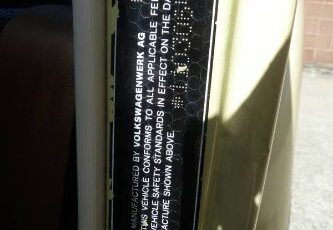 MANUFACTURED BY VOLKSWAGENWERK AG
THIS VEHICLE CONFORMS TO ALL APPLICABLE FE
VEHICLE SAFETY STANDARDS IN EFFECT ON THE DA
FACTURE SHOWN ABOVE.